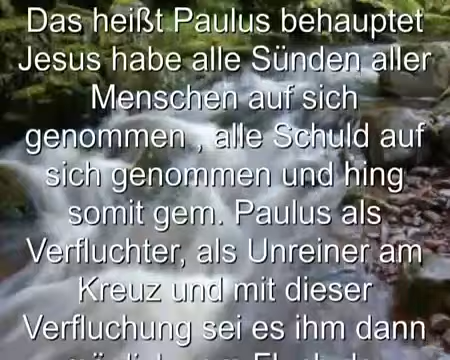 Das heißt Paulus behauptet
Jesus habe alle Sünden aller
Menschen auf sich
genommen , alle Schuld auf
sich genommen und hing
somit gem. Paulus als
Verfluchter, als Unreiner am
Kreuz und mit dieser
Verfluchung sei es ihm dann